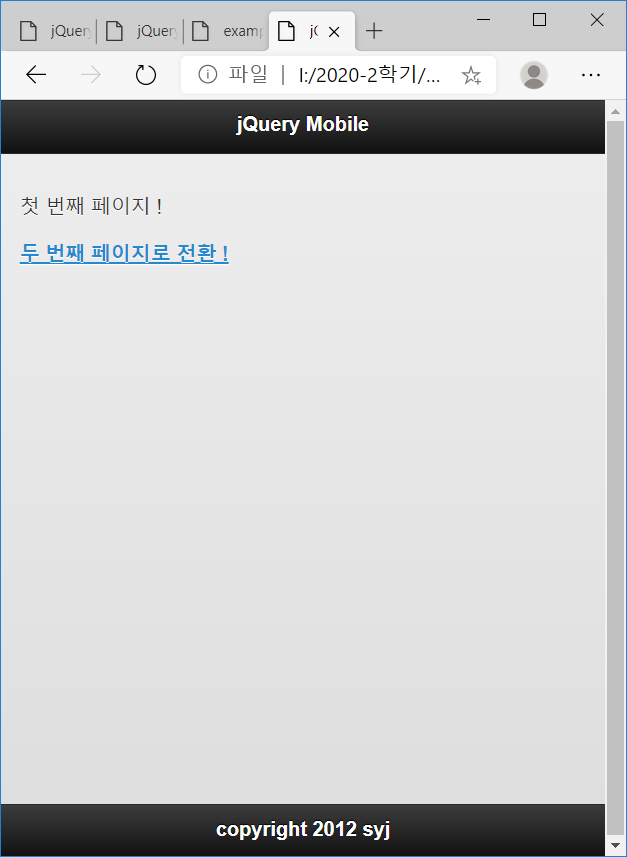 jQuery
jQuery
examp
jQ
파일 | I:/2020-2학기/...
jQuery Mobile
첫 번째 페이지 !
두 번째 페이지로 전환 !
copyright 2012 syj